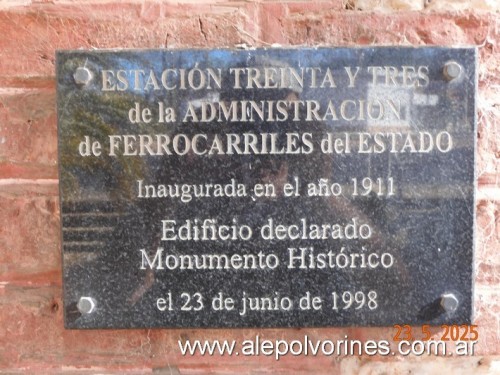 ESTACIÓN TREINTA Y TRES
de la ADMINISTRACIÓN
de FERROCARRILES del ESTADO
Inaugurada en el año 1911
Edificio declarado
Monumento Histórico
el 23 de junio de 1998
23 5 2025
www.alepolvorines.com.ar